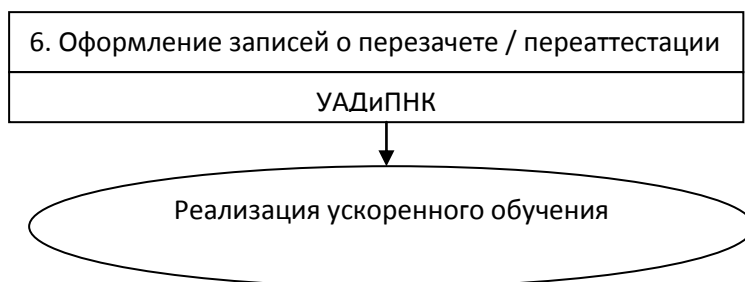 6. Оформление записей о перезачете / переаттестации
УАДиПНК
Реализация ускоренного обучения